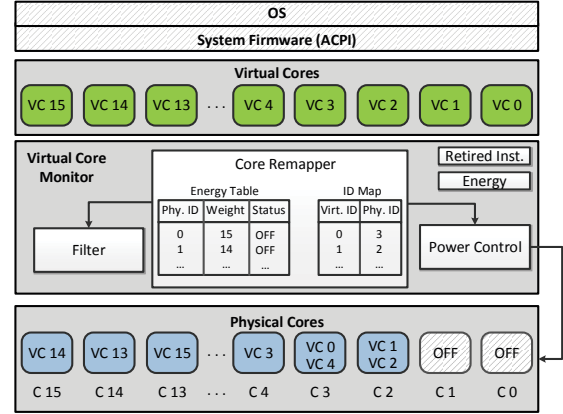 OS
System Firmware (ACPI)
Virtual Cores
VC 15 VC 14 VC 13 ... VC 4 VC 3 VC 2 VC 1 VC 0
Virtual Core
Monitor
Core Remapper
Retired Inst.
Energy
Energy Table
ID Map
Phy. ID Weight Status
Virt. ID Phy. ID
0 15 OFF
0 3
1 14 OFF
1 2
... ... ...
... ...
Filter
Power Control
Physical Cores
VC 14 VC 13 VC 15 ... VC 3 VC 0 VC 1 OFF OFF
VC 4 VC 2
C 15 C 14 C 13 ... C 4 C 3 C 2 C 1 C 0